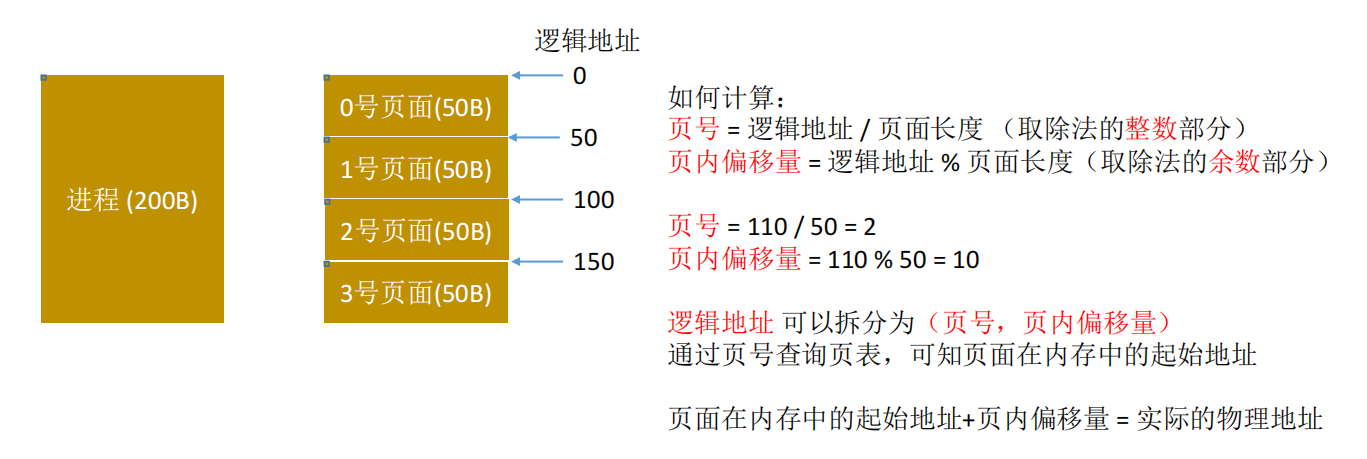 逻辑地址
0
0号页面(50B)
50
1号页面(50B)
进程 (200B)
100
2号页面(50B)
150
3号页面(50B)
如何计算：
页号 = 逻辑地址 / 页面长度 （取除法的整数部分）
页内偏移量 = 逻辑地址 % 页面长度（取除法的余数部分）
页号 = 110 / 50 = 2
页内偏移量 = 110 % 50 = 10
逻辑地址 可以拆分为（页号，页内偏移量）
通过页号查询页表，可知页面在内存中的起始地址
页面在内存中的起始地址+页内偏移量 = 实际的物理地址